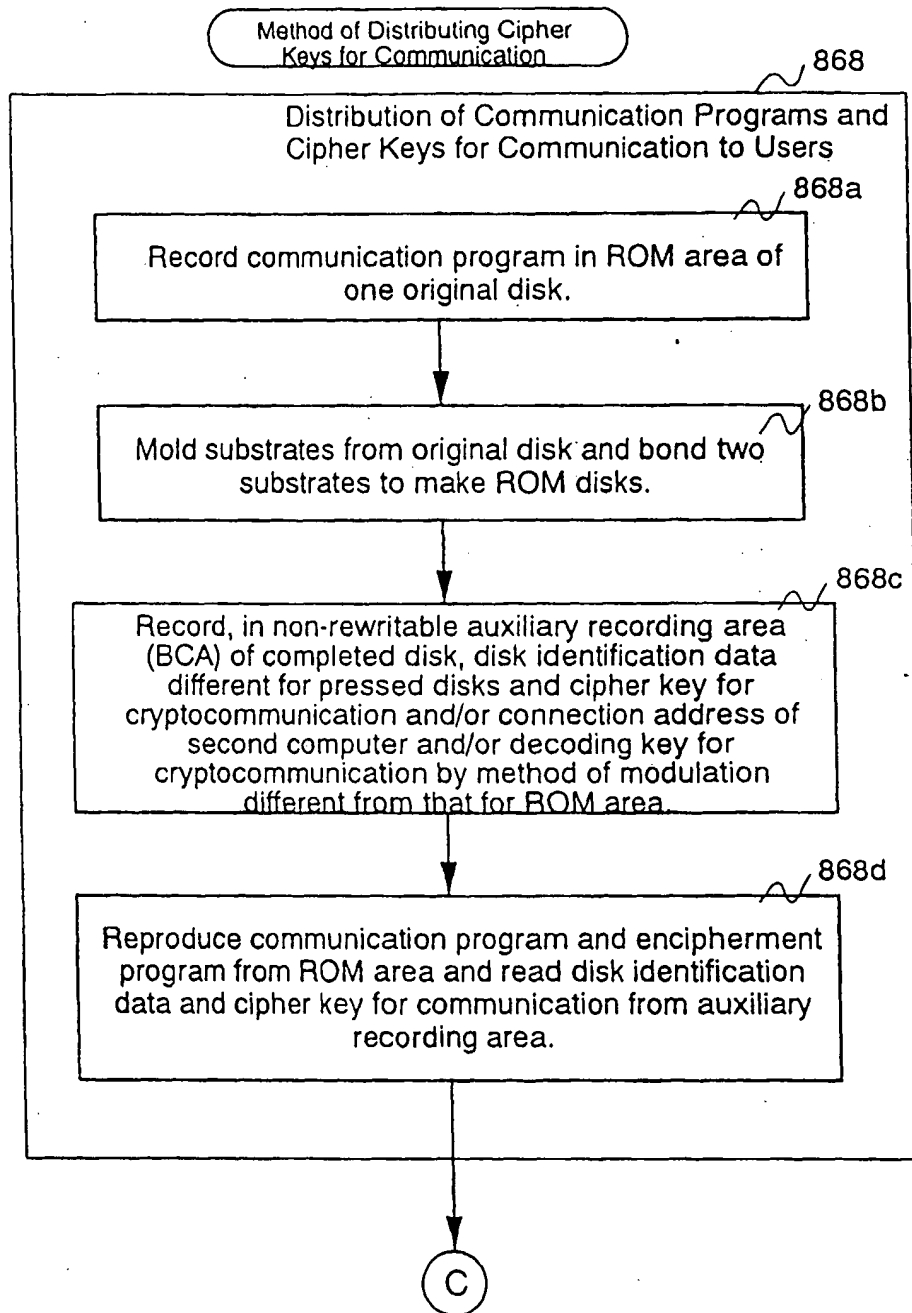 Method of Distributing Cipher
Keys for Communication
868
Distribution of Communication Programs and
Cipher Keys for Communication to Users
868a
Record communication program in ROM area of
one original disk.
868b
Mold substrates from original disk and bond two
substrates to make ROM disks.
868c
Record, in non-rewritable auxiliary recording area
(BCA) of completed disk, disk identification data
different for pressed disks and cipher key for
cryptocommunication and/or connection address of
second computer and/or decoding key for
cryptocommunication by method of modulation
different from that for ROM area.
868d
Reproduce communication program and encipherment
program from ROM area and read disk identification
data and cipher key for communication from auxiliary
recording area.
C